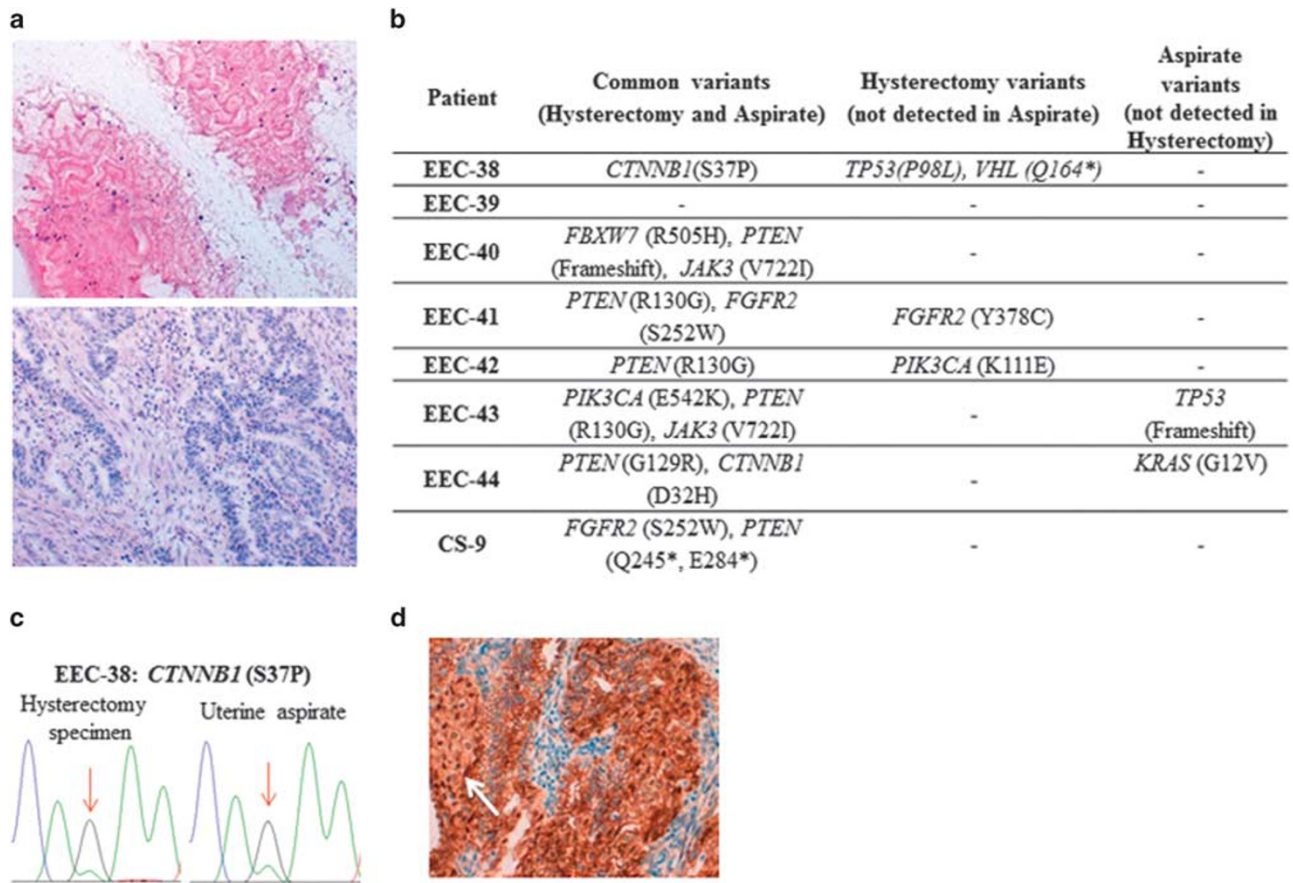 a
b
Patient
Common variants
(Hysterectomy and Aspirate)
Hysterectomy variants
(not detected in Aspirate)
Aspirate
variants
(not detected in
Hysterectomy)
EEC-38 CTNNB1(S37P) TP53(P98L), VHL (Q164*) -
EEC-39 - - -
EEC-40 FBXW7 (R505H), PTEN
(Frameshift), JAK3 (V722I) - -
EEC-41 PTEN (R130G), FGFR2
(S252W) FGFR2 (Y378C) -
EEC-42 PTEN (R130G) PIK3CA (K111E) -
EEC-43 PIK3CA (E542K), PTEN
(R130G), JAK3 (V722I) - TP53
(Frameshift)
EEC-44 PTEN (G129R), CTNNB1
(D32H) - KRAS (G12V)
CS-9 FGFR2 (S252W), PTEN
(Q245*, E284*) - -
c
EEC-38: CTNNB1 (S37P)
Hysterectomy
specimen
Uterine aspirate
d